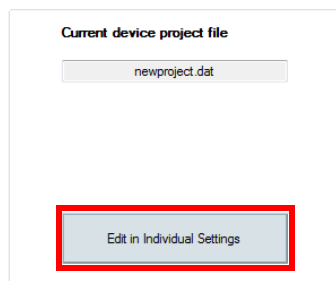 Current device project file
newproject.dat
Edit in Individual Settings